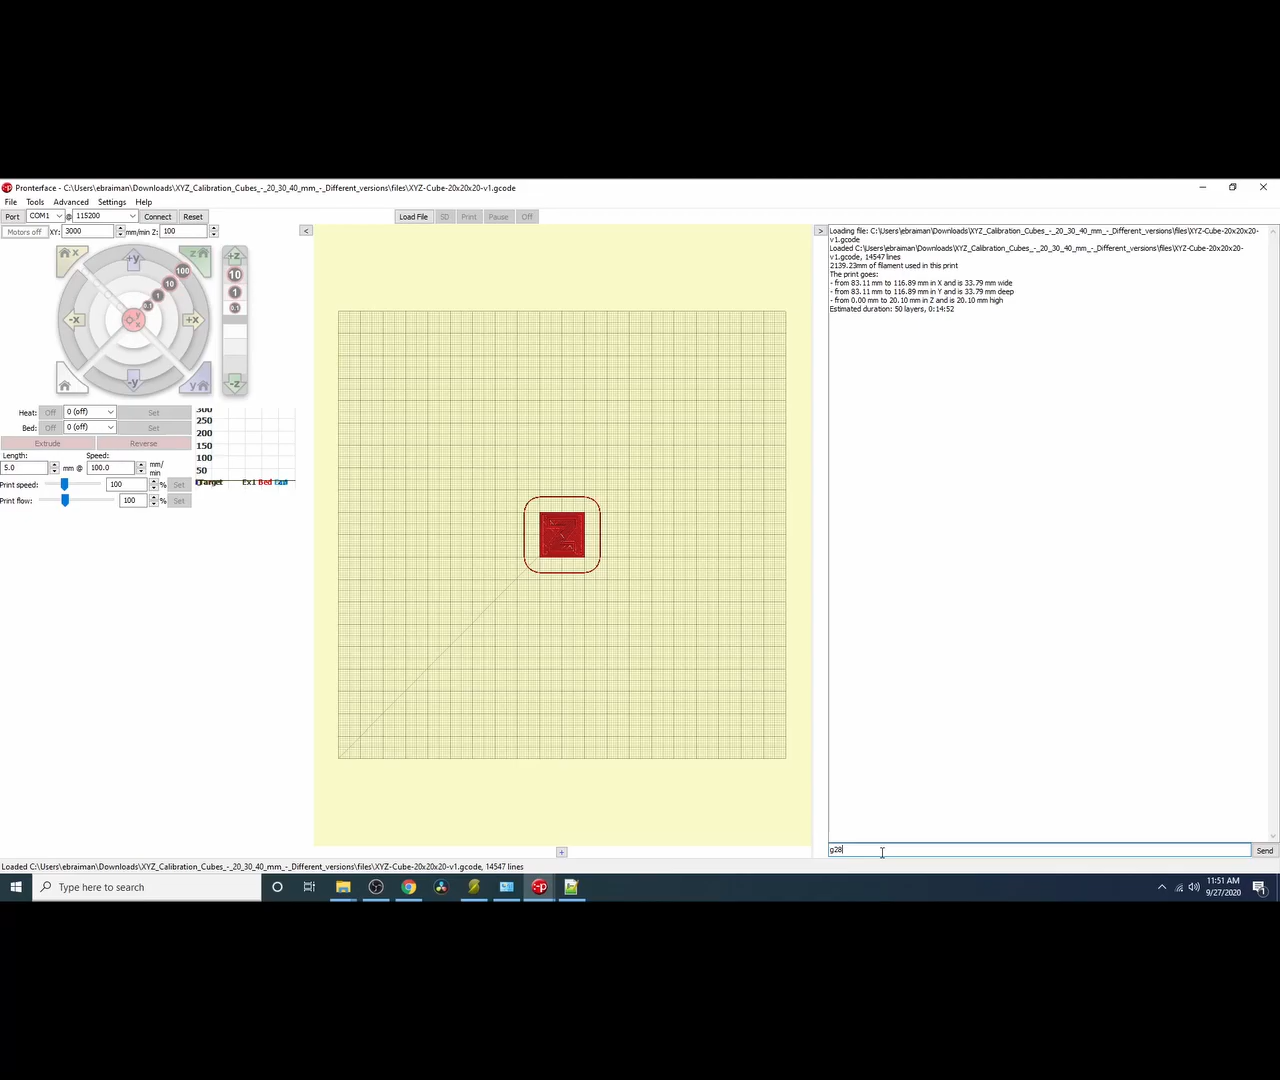 Pronterface - C:\Users\ebraiman\Downloads\XYZ_Calibration_Cubes_-_20_30_40_mm_-_Different_versions\files\XYZ-Cube-20x20x20-v1.gcode
File Tools Advanced Settings Help
Port COM1 @ 115200 Connect Reset Load File SD Print Pause Off
Motors off XY: 3000 mm/min Z: 100 < >
x +y z +z
100 10
10 1
1 0.1
0.1
-x y x +x
-y y -z
Heat: Off 0 (off) Set
Bed: Off 0 (off) Set
Extrude Reverse
Length: Speed:
5.0 mm @ 100.0 mm/
min
Print speed: 100 % Set
Print flow: 100 % Set
300
250
200
150
100
50
Target Ex1 Bed
Loading file: C:\Users\ebraiman\Downloads\XYZ_Calibration_Cubes_-_20_30_40_mm_-_Different_versions\files\XYZ-Cube-20x20x20-
v1.gcode
Loaded C:\Users\ebraiman\Downloads\XYZ_Calibration_Cubes_-_20_30_40_mm_-_Different_versions\files\XYZ-Cube-20x20x20-
v1.gcode, 14547 lines
2139.23mm of filament used in this print
The print goes:
- from 83.11 mm to 116.89 mm in X and is 33.79 mm wide
- from 83.11 mm to 116.89 mm in Y and is 33.79 mm deep
- from 0.00 mm to 20.10 mm in Z and is 20.10 mm high
Estimated duration: 50 layers, 0:14:52
g28 Send
+
Loaded C:\Users\ebraiman\Downloads\XYZ_Calibration_Cubes_-_20_30_40_mm_-_Different_versions\files\XYZ-Cube-20x20x20-v1.gcode, 14547 lines
Type here to search
11:51 AM
9/27/2020
1